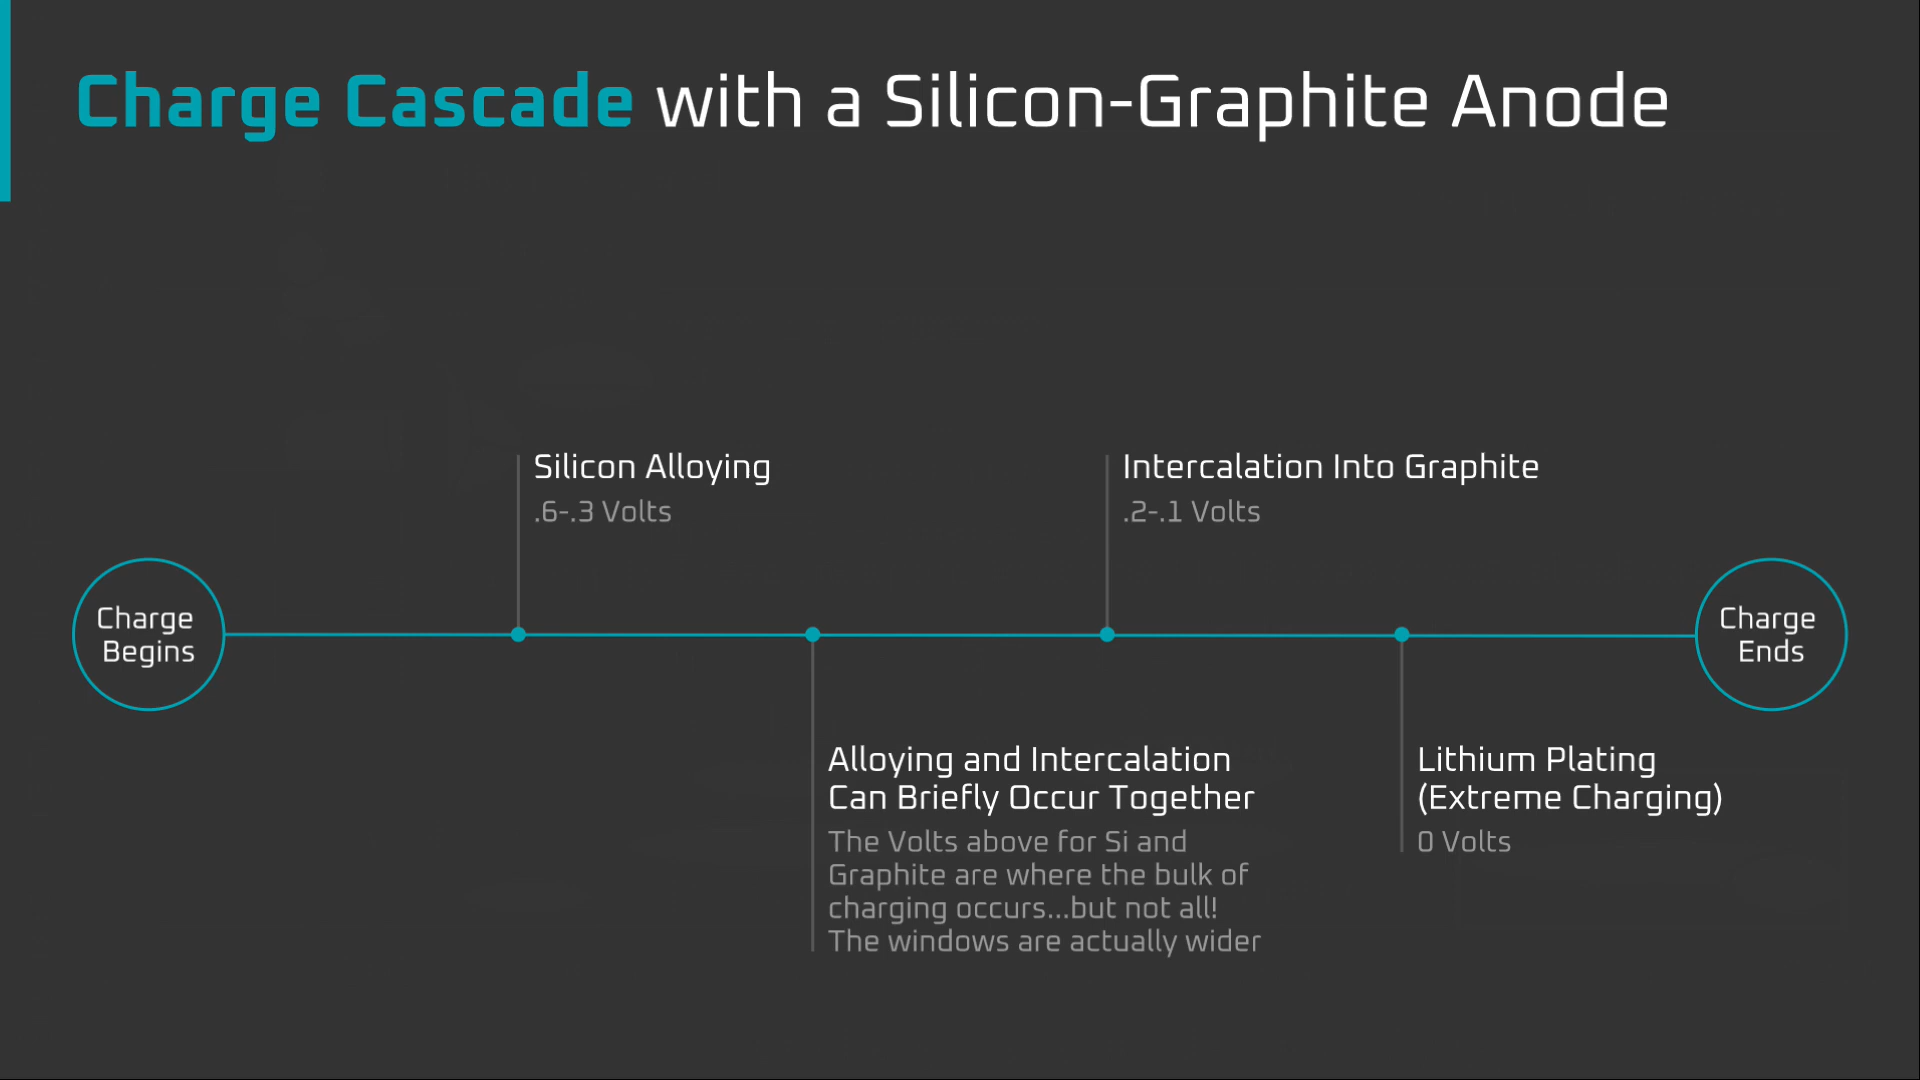 Charge Cascade with a Silicon-Graphite Anode
Charge
Begins
Silicon Alloying
.6-.3 Volts
Alloying and Intercalation
Can Briefly Occur Together
The Volts above for Si and
Graphite are where the bulk of
charging occurs...but not all!
The windows are actually wider
Intercalation Into Graphite
.2-.1 Volts
Lithium Plating
(Extreme Charging)
0 Volts
Charge
Ends